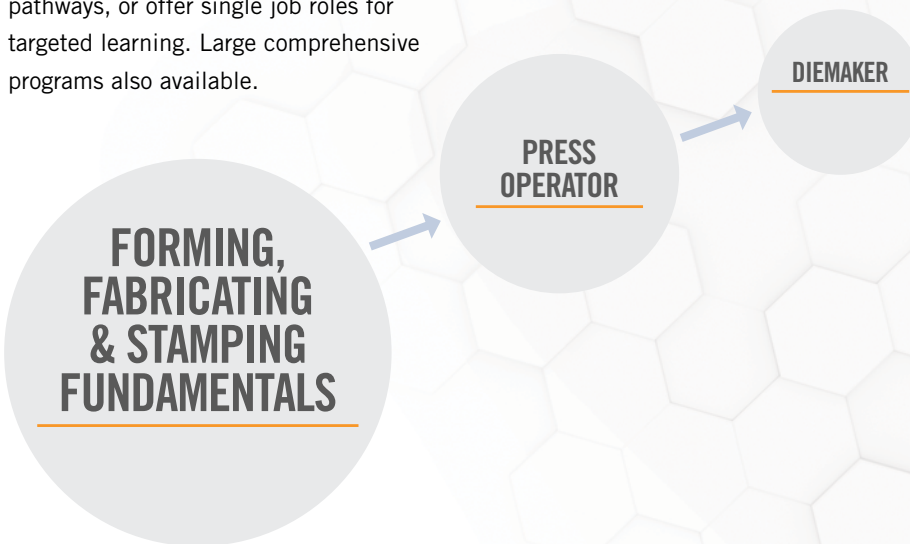 pathways, or offer single job roles for
targeted learning. Large comprehensive
programs also available.
DIEMAKER
PRESS
OPERATOR
FORMING,
FABRICATING
& STAMPING
FUNDAMENTALS